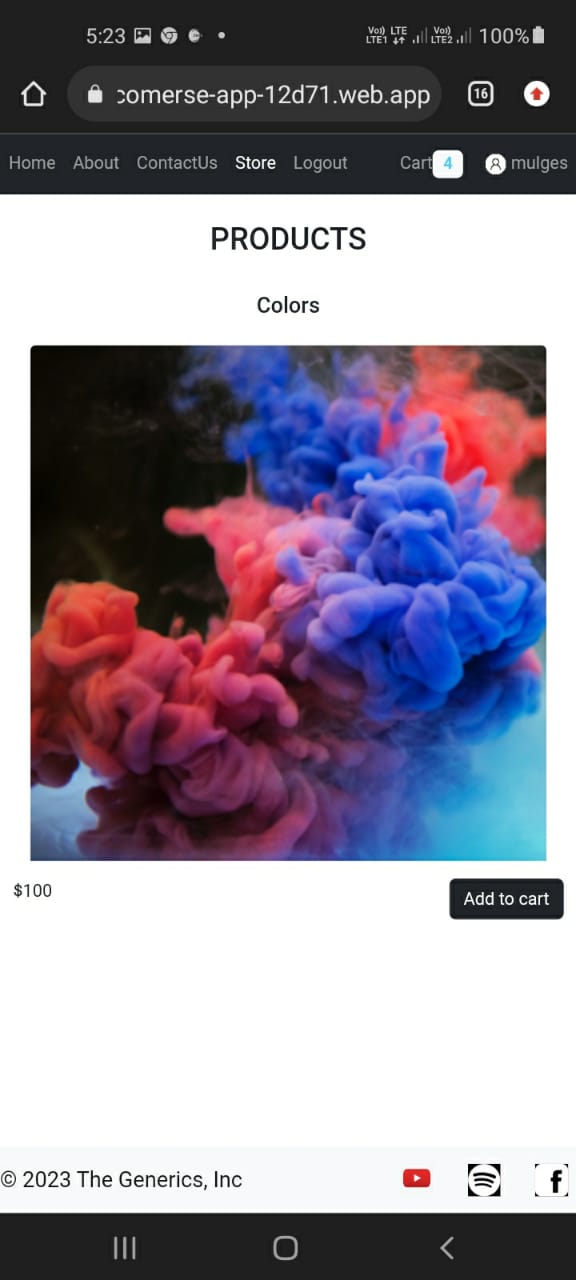 5:23 Vo) LTE Vo) 100%
LTE1 LTE2
comerse-app-12d71.web.app 16
Home About ContactUs Store Logout Cart 4 mulges
PRODUCTS
Colors
$100 Add to cart
© 2023 The Generics, Inc